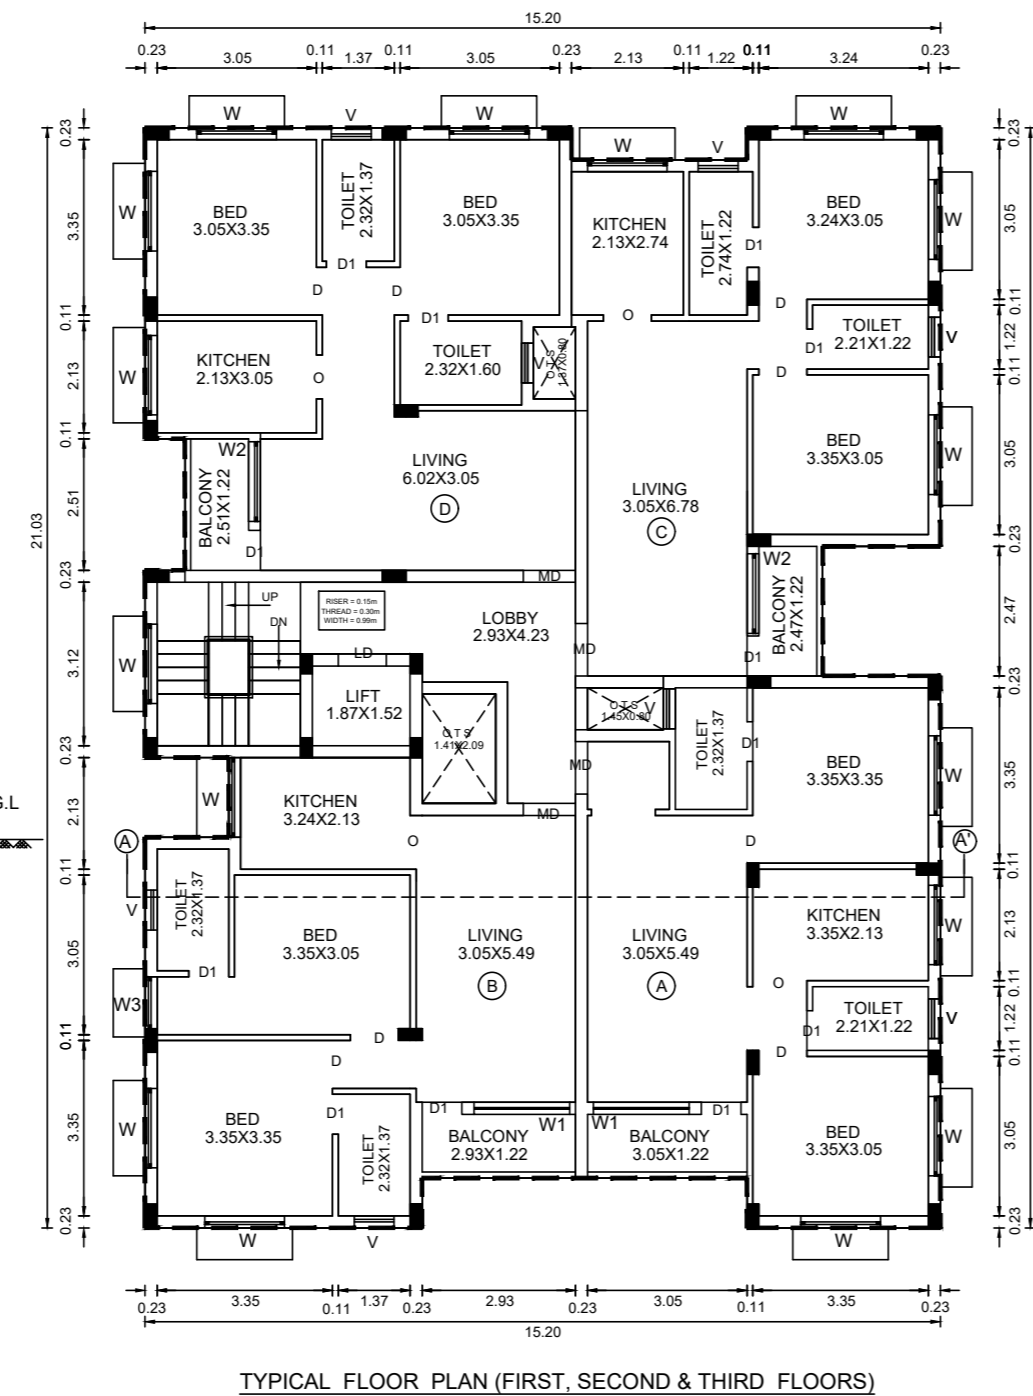 15.20
0.23 3.05 0.11 1.37 0.11 3.05 0.23 2.13 0.11 1.22 0.11 3.24 0.23
W V W W V W
0.23
3.35
0.11
2.13
0.11
2.51
0.23
3.12
0.23
2.13
0.11
3.05
0.11
3.35
0.23
21.03
0.23
3.05
0.11
1.22
0.11
3.05
0.23
2.47
0.23
3.35
0.11
2.13
0.11
1.22
0.11
3.05
0.23
W
BED
3.05X3.35
TOILET
2.32X1.37
BED
3.05X3.35
KITCHEN
2.13X2.74
TOILET
2.74X1.22
BED
3.24X3.05
W
D1
D1
D
D
D
D1
O
W
KITCHEN
2.13X3.05
O
TOILET
2.32X1.60
V
O.T.S
1.37X0.80
D1
TOILET
2.21X1.22
V
D
BED
3.35X3.05
W
W2
BALCONY
2.51X1.22
D1
LIVING
6.02X3.05
D
LIVING
3.05X6.78
C
W2
BALCONY
2.47X1.22
D1
MD
UP
DN
RISER = 0.15m
THREAD = 0.30m
WIDTH = 0.99m
LOBBY
2.93X4.23
MD
W
LD
LIFT
1.87X1.52
O.T.S
1.41X2.09
O.T.S
1.45X0.80
V
TOILET
2.32X1.37
D1
BED
3.35X3.35
W
MD
MD
W
KITCHEN
3.24X2.13
O
D
G.L
A
A'
V
TOILET
2.32X1.37
D1
BED
3.35X3.05
LIVING
3.05X5.49
B
LIVING
3.05X5.49
A
KITCHEN
3.35X2.13
W
O
W3
D
D
TOILET
2.21X1.22
V
D1
D
W
BED
3.35X3.35
D1
TOILET
2.32X1.37
D1
W1
BALCONY
2.93X1.22
W1
D1
BALCONY
3.05X1.22
BED
3.35X3.05
W
W V W
0.23 3.35 0.11 1.37 0.23 2.93 0.23 3.05 0.11 3.35 0.23
15.20
TYPICAL FLOOR PLAN (FIRST, SECOND & THIRD FLOORS)